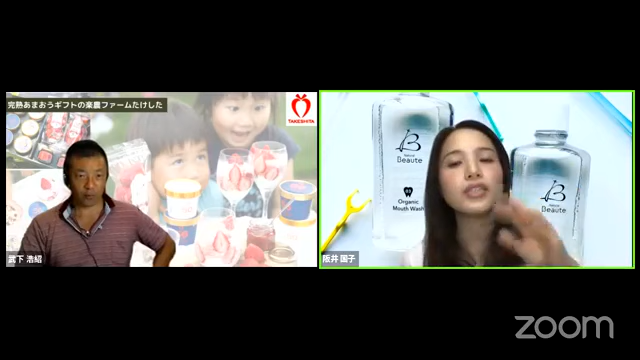 完熟あまおうギフトの楽農ファームたけした
TAKESHITA
武下 浩紹
B
Beaute
Organic
Mouth Wash
B
Beaute
阪井 国子
zoom